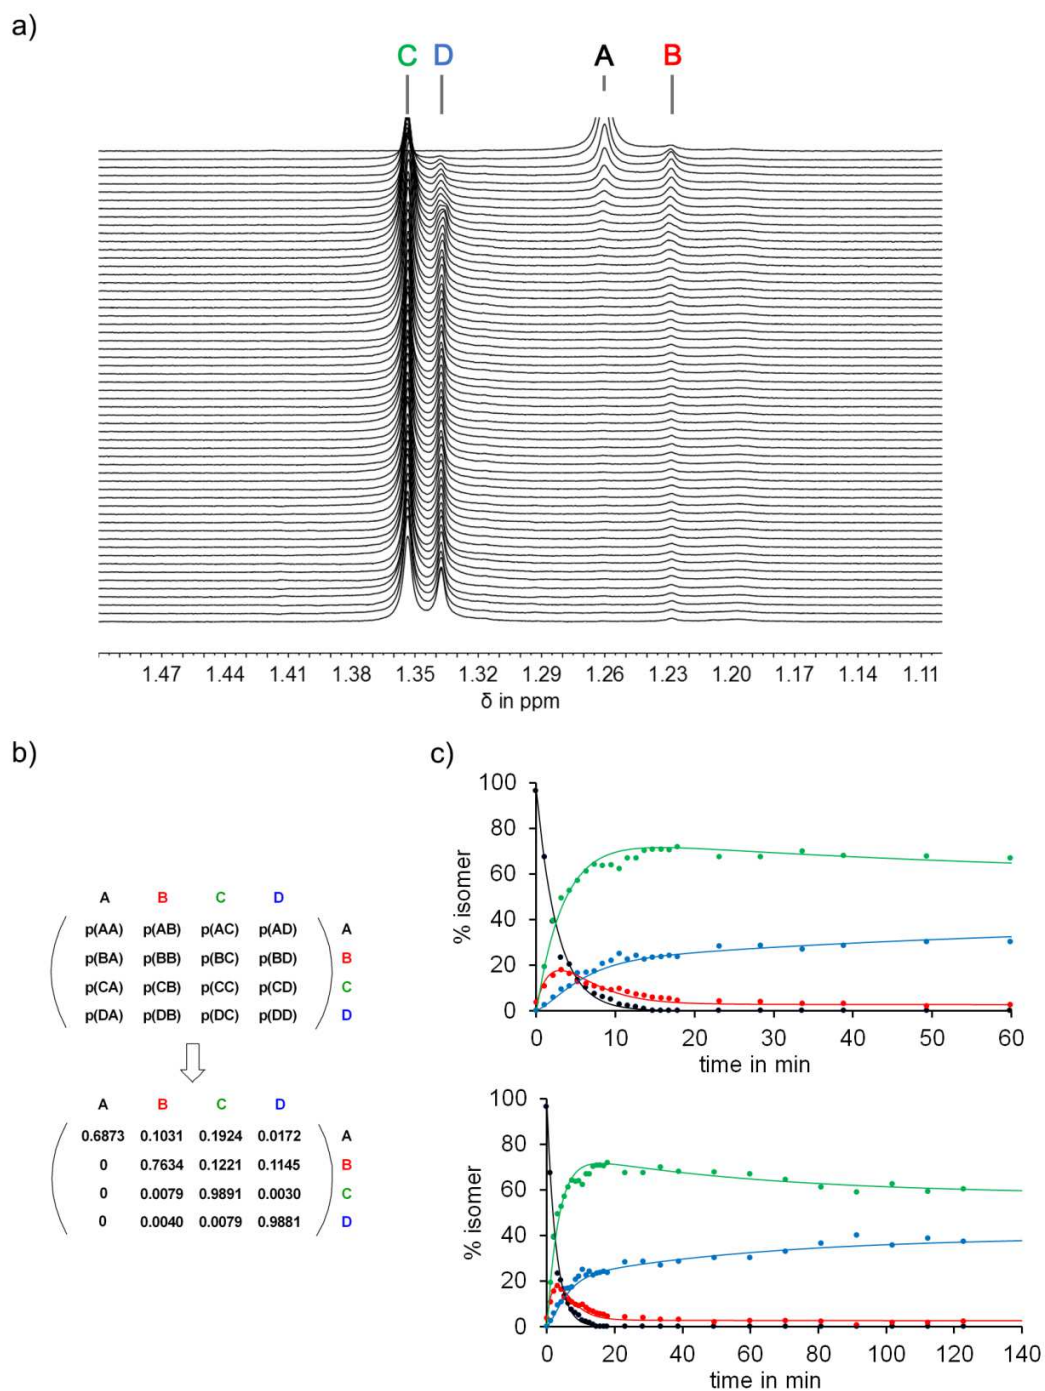 a)
C D A B
1.47 1.44 1.41 1.38 1.35 1.32 1.29 1.26 1.23 1.20 1.17 1.14 1.11
δ in ppm
b)
A B C D
p(AA) p(AB) p(AC) p(AD) A
p(BA) p(BB) p(BC) p(BD) B
p(CA) p(CB) p(CC) p(CD) C
p(DA) p(DB) p(DC) p(DD) D
A B C D
0.6873 0.1031 0.1924 0.0172 A
0 0.7634 0.1221 0.1145 B
0 0.0079 0.9891 0.0030 C
0 0.0040 0.0079 0.9881 D
c)
% isomer
100
80
60
40
20
0
0 10 20 30 40 50 60
time in min
% isomer
100
80
60
40
20
0
0 20 40 60 80 100 120 140
time in min